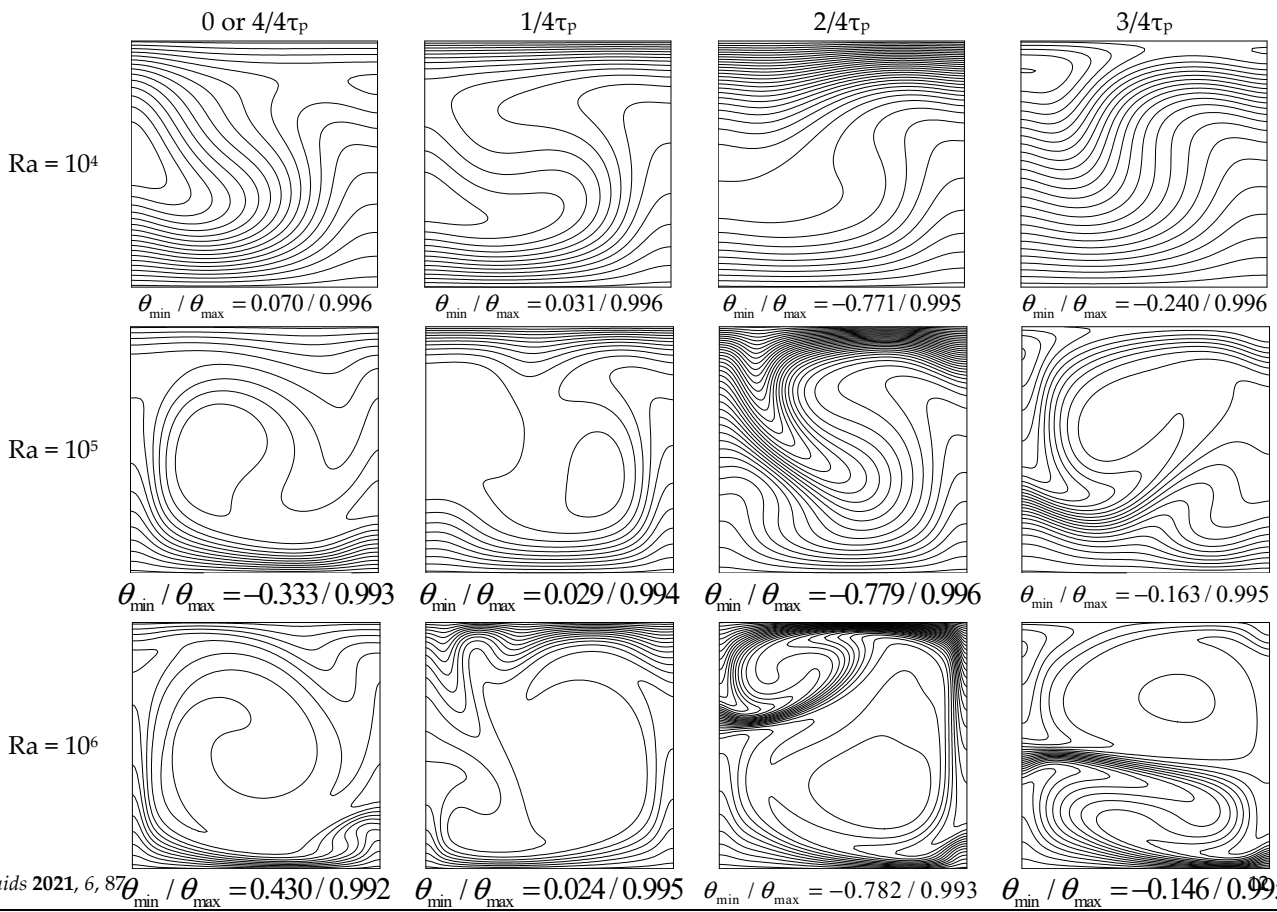 0 or 4/4τp 1/4τp 2/4τp 3/4τp
Ra = 10⁴
θmin / θmax = 0.070 / 0.996 θmin / θmax = 0.031 / 0.996 θmin / θmax = −0.771 / 0.995 θmin / θmax = −0.240 / 0.996
Ra = 10⁵
θmin / θmax = −0.333 / 0.993 θmin / θmax = 0.029 / 0.994 θmin / θmax = −0.779 / 0.996 θmin / θmax = −0.163 / 0.995
Ra = 10⁶
θmin / θmax = 0.430 / 0.992 θmin / θmax = 0.024 / 0.995 θmin / θmax = −0.782 / 0.993 θmin / θmax = −0.146 / 0.99
uids 2021, 6, 87